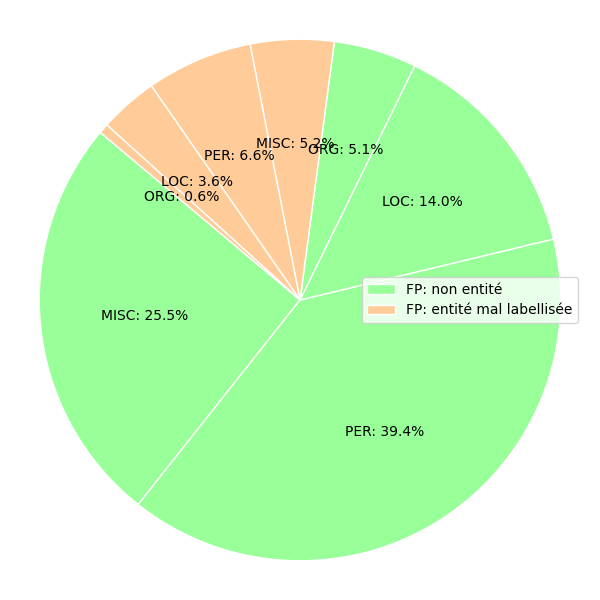 MISC: 5.2%
ORG: 5.1%
PER: 6.6%
LOC: 3.6%
ORG: 0.6%
LOC: 14.0%
FP: non entité
FP: entité mal labellisée
MISC: 25.5%
PER: 39.4%